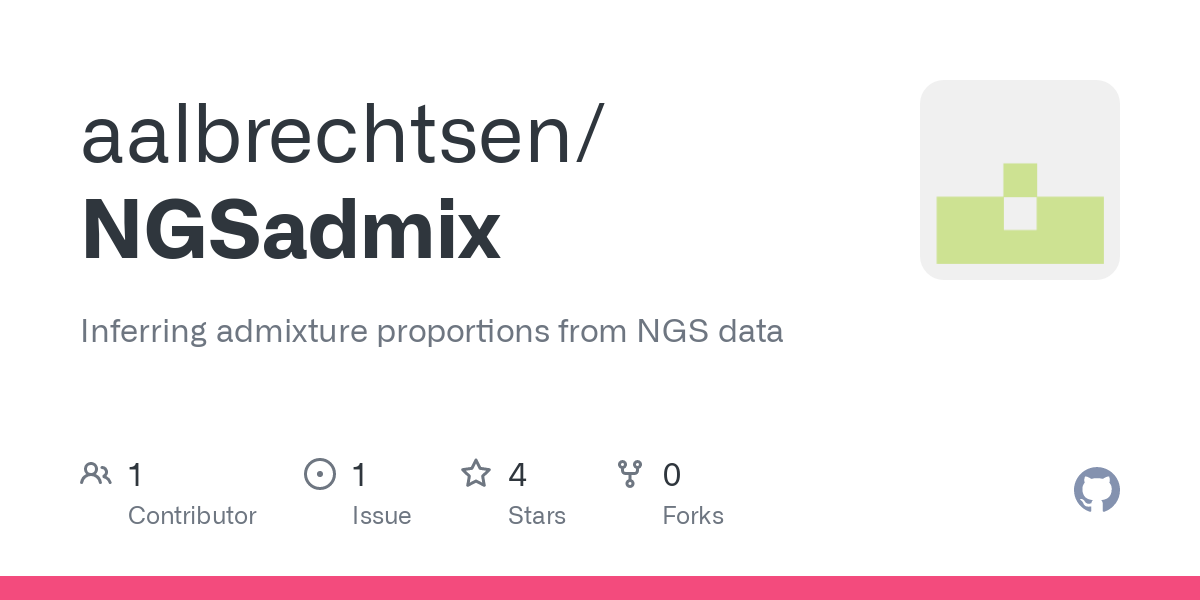 aalbrechtsen/
NGSadmix
Inferring admixture proportions from NGS data
1 1 4 0
Contributor Issue Stars Forks